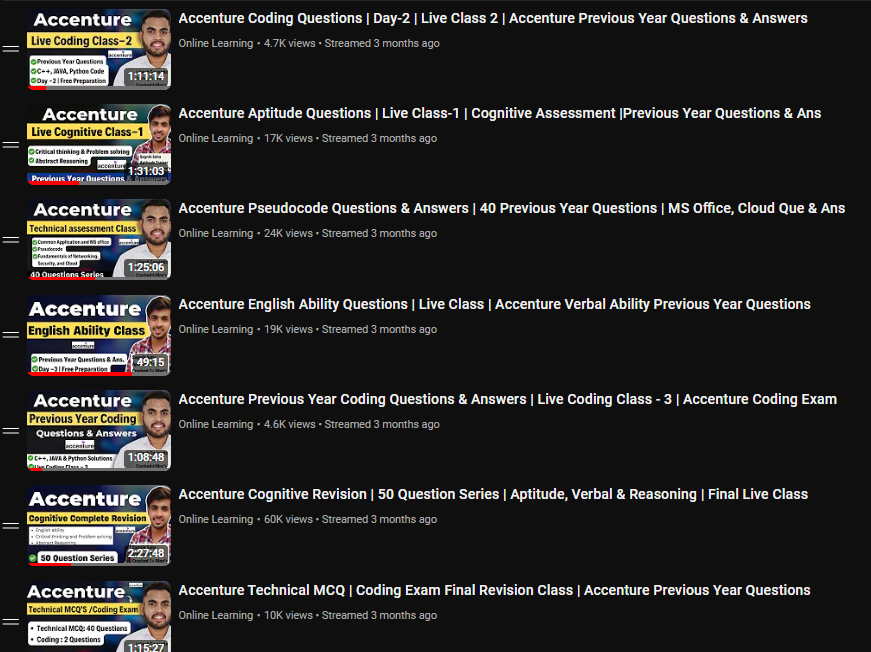 Accenture
Live Coding Class-2
Previous Year Questions
C++, JAVA, Python Code
Day -2 | Free Preparation
accenture
1:11:14
Accenture Coding Questions | Day-2 | Live Class 2 | Accenture Previous Year Questions & Answers
Online Learning • 4.7K views • Streamed 3 months ago
Accenture
Live Cognitive Class-1
Critical thinking & Problem solving
Abstract Reasoning
accenture
Previous Year Questions & Answers
1:31:03
Accenture Aptitude Questions | Live Class-1 | Cognitive Assessment |Previous Year Questions & Ans
Online Learning • 17K views • Streamed 3 months ago
Accenture
Technical assessment Class
Common Application and MS office
Pseudocode
Fundamentals of Networking,
Security, and Cloud
accenture
40 Questions Series
1:25:06
Accenture Pseudocode Questions & Answers | 40 Previous Year Questions | MS Office, Cloud Que & Ans
Online Learning • 24K views • Streamed 3 months ago
Accenture
English Ability Class
accenture
Previous Year Questions & Ans.
Day -3 | Free Preparation
49:15
Accenture English Ability Questions | Live Class | Accenture Verbal Ability Previous Year Questions
Online Learning • 19K views • Streamed 3 months ago
Accenture
Previous Year Coding
Questions & Answers
accenture
C++, JAVA & Python Solutions
Live Coding Class - 3
1:08:48
Accenture Previous Year Coding Questions & Answers | Live Coding Class - 3 | Accenture Coding Exam
Online Learning • 4.6K views • Streamed 3 months ago
Accenture
Cognitive Complete Revision
English ability
Critical thinking and Problem solving
Abstract Reasoning
accenture
50 Question Series
2:27:48
Accenture Cognitive Revision | 50 Question Series | Aptitude, Verbal & Reasoning | Final Live Class
Online Learning • 60K views • Streamed 3 months ago
Accenture
Technical MCQ'S /Coding Exam
Technical MCQ: 40 Questions
Coding : 2 Questions
1:15:27
Accenture Technical MCQ | Coding Exam Final Revision Class | Accenture Previous Year Questions
Online Learning • 10K views • Streamed 3 months ago